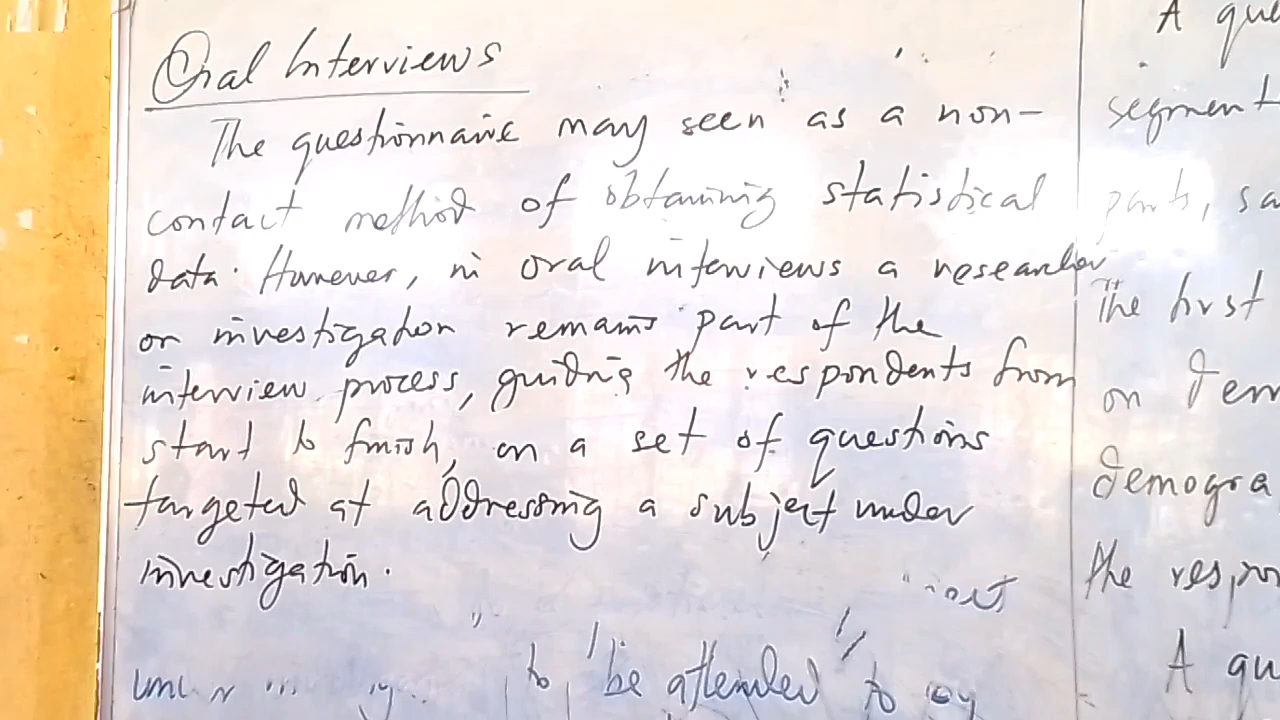 Oral Interviews
The questionnaire may seen as a non-
contact method of obtaining statistical
data. However, in oral interviews a researcher
or investigation remains part of the
interview process, guiding the respondents from
start to finish, on a set of questions
targeted at addressing a subject under
investigation.
to be attended to by
A que
segment
parts, sa
The first
on dem
demogra
the respon
A qu